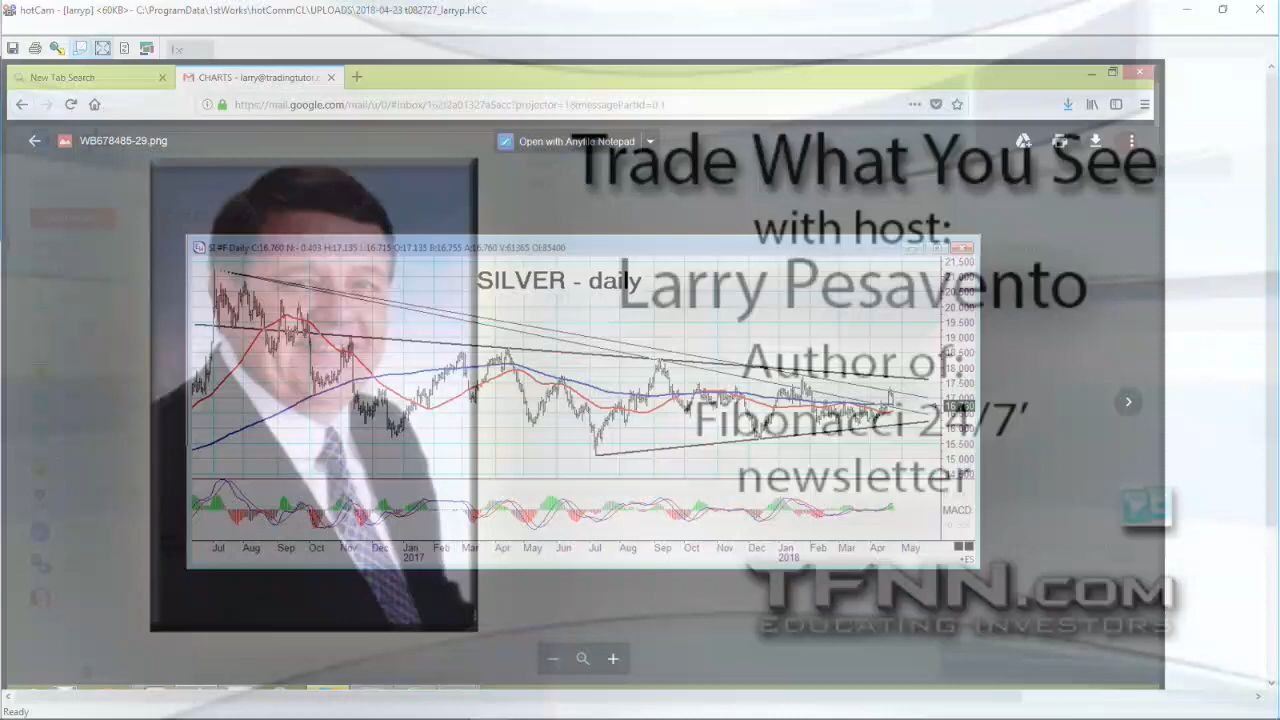 hotCam - [larryp] <60KB> - C:\ProgramData\1stWorks\hotCommCL\UPLOADS\2018-04-23 t082727_larryp.HCC
New Tab Search
CHARTS - larry@tradingtutor.c
WB678485-29.png
Open with Anyfile Notepad
Trade What You See
with host:
Larry Pesavento
Author of:
Fibonacci 24/7'
newsletter
SILVER - daily
21.500
21.000
20.500
20.000
19.500
19.000
18.500
18.000
17.500
17.000
16.760
16.500
16.000
15.500
15.000
14.500
MACD
Jul Aug Sep Oct Nov Dec Jan Feb Mar Apr May Jun Jul Aug Sep Oct Nov Dec Jan Feb Mar Apr May
2017 2018
+ES
TFNN.com
EDUCATING INVESTORS
Ready